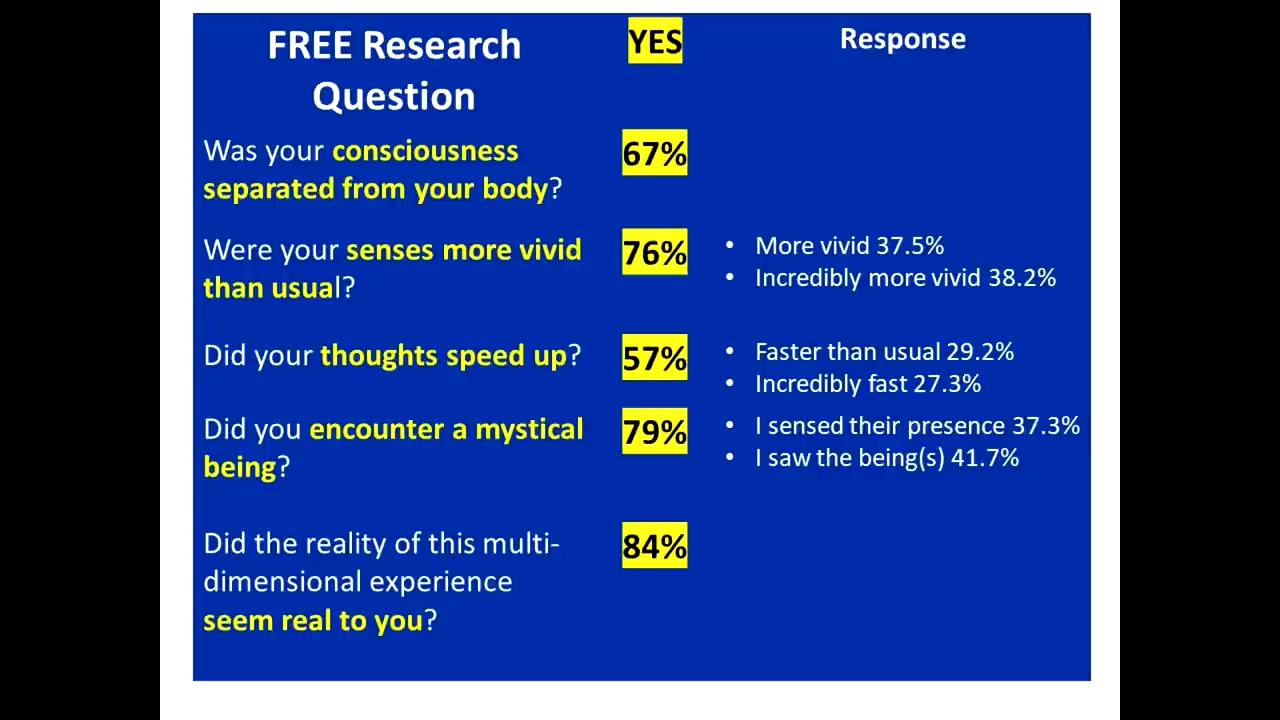 FREE Research
Question
YES
Response
Was your consciousness
separated from your body?
67%
Were your senses more vivid
than usual?
76%
• More vivid 37.5%
• Incredibly more vivid 38.2%
Did your thoughts speed up?
57%
• Faster than usual 29.2%
• Incredibly fast 27.3%
Did you encounter a mystical
being?
79%
• I sensed their presence 37.3%
• I saw the being(s) 41.7%
Did the reality of this multi-
dimensional experience
seem real to you?
84%